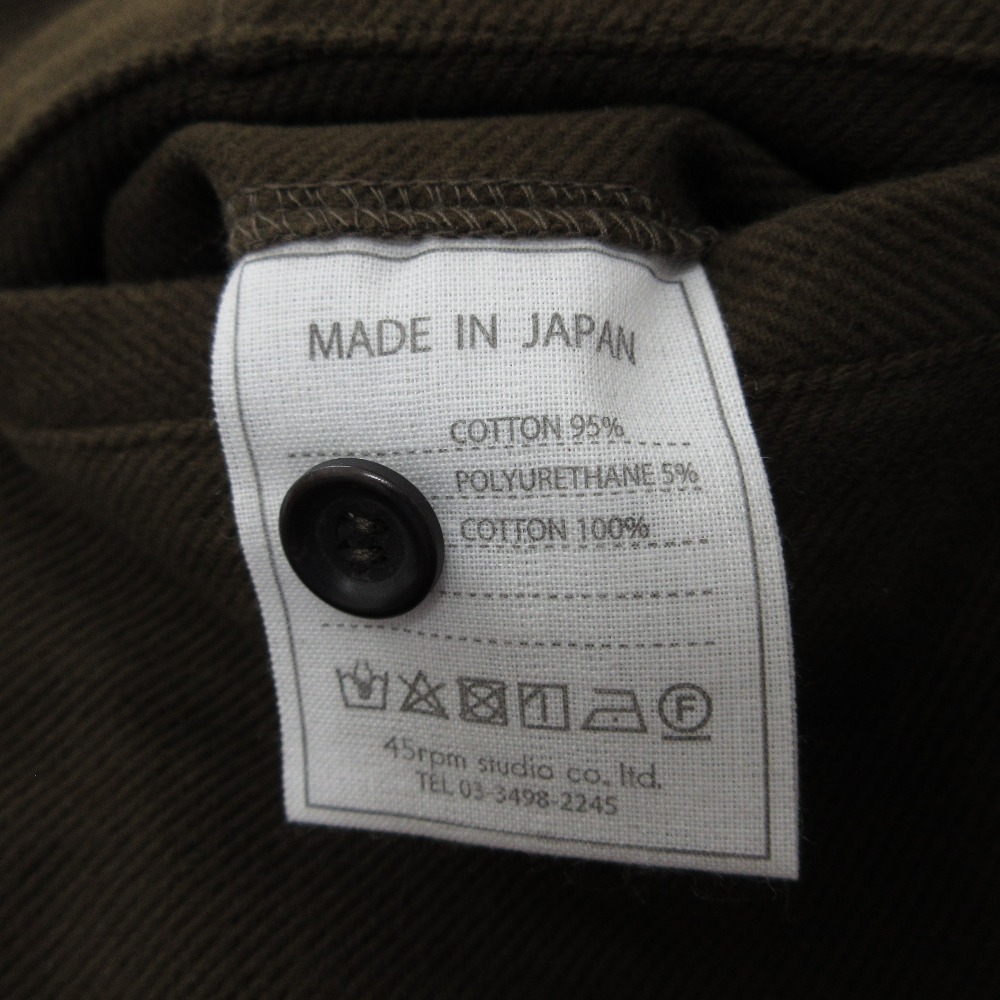 MADE IN JAPAN
COTTON 95%
POLYURETHANE 5%
COTTON 100%
F
45rpm studio co., ltd.
TEL 03-3498-2245